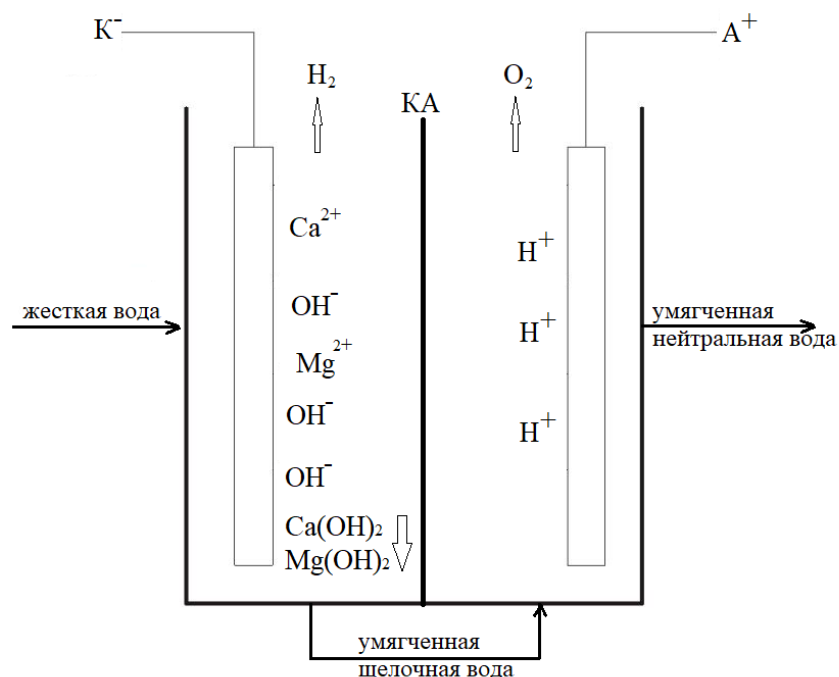 К⁻
А⁺
H₂
O₂
КА
Ca²⁺
H⁺
жесткая вода
OH⁻
H⁺
умягченная
нейтральная вода
Mg²⁺
OH⁻
H⁺
OH⁻
Ca(OH)₂
Mg(OH)₂
умягченная
шелочная вода